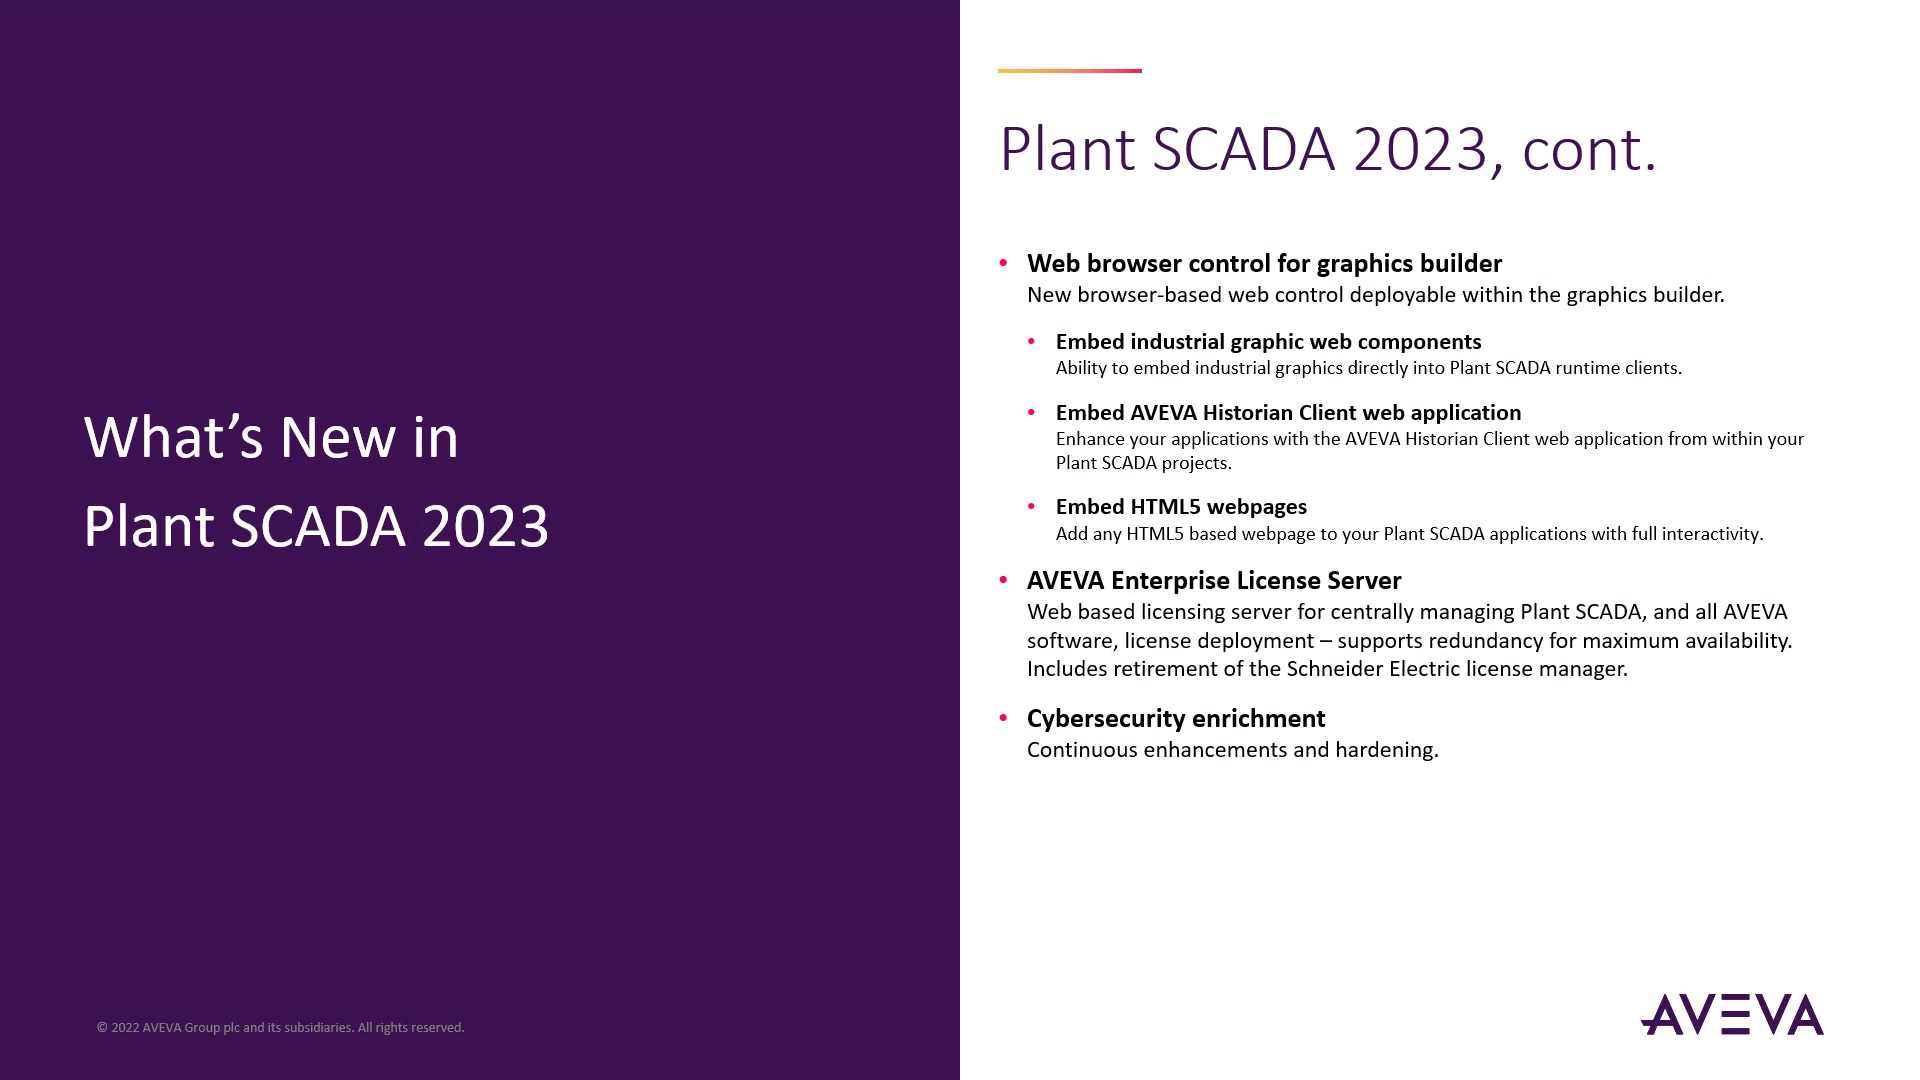 What’s New in
Plant SCADA 2023
© 2022 AVEVA Group plc and its subsidiaries. All rights reserved.
Plant SCADA 2023, cont.
• Web browser control for graphics builder
New browser-based web control deployable within the graphics builder.
• Embed industrial graphic web components
Ability to embed industrial graphics directly into Plant SCADA runtime clients.
• Embed AVEVA Historian Client web application
Enhance your applications with the AVEVA Historian Client web application from within your
Plant SCADA projects.
• Embed HTML5 webpages
Add any HTML5 based webpage to your Plant SCADA applications with full interactivity.
• AVEVA Enterprise License Server
Web based licensing server for centrally managing Plant SCADA, and all AVEVA
software, license deployment – supports redundancy for maximum availability.
Includes retirement of the Schneider Electric license manager.
• Cybersecurity enrichment
Continuous enhancements and hardening.
AVEVA